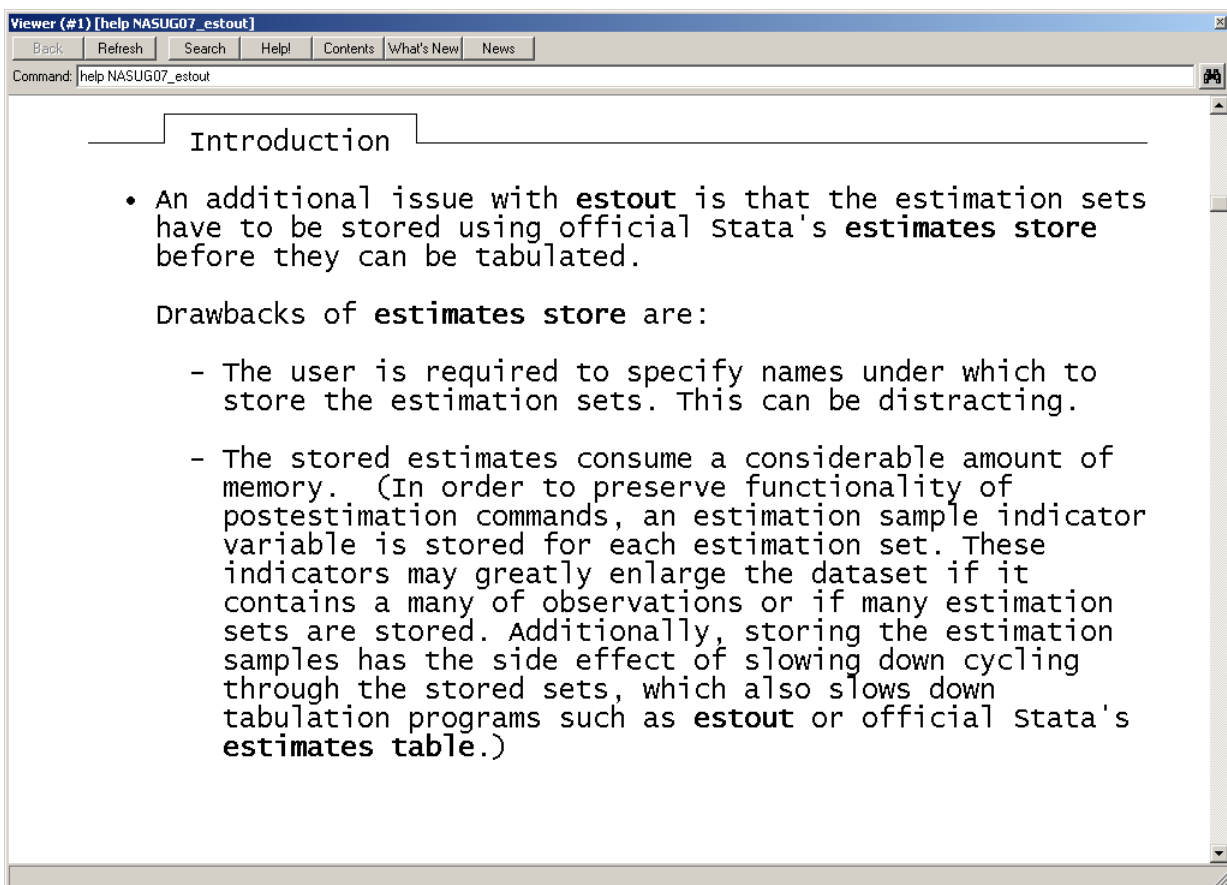 Viewer (#1) [help NASUG07_estout]
Back Refresh Search Help! Contents What's New News
Command: help NASUG07_estout
Introduction
• An additional issue with estout is that the estimation sets
have to be stored using official Stata's estimates store
before they can be tabulated.
Drawbacks of estimates store are:
– The user is required to specify names under which to
store the estimation sets. This can be distracting.
– The stored estimates consume a considerable amount of
memory.  (In order to preserve functionality of
postestimation commands, an estimation sample indicator
variable is stored for each estimation set. These
indicators may greatly enlarge the dataset if it
contains a many of observations or if many estimation
sets are stored. Additionally, storing the estimation
samples has the side effect of slowing down cycling
through the stored sets, which also slows down
tabulation programs such as estout or official Stata's
estimates table.)